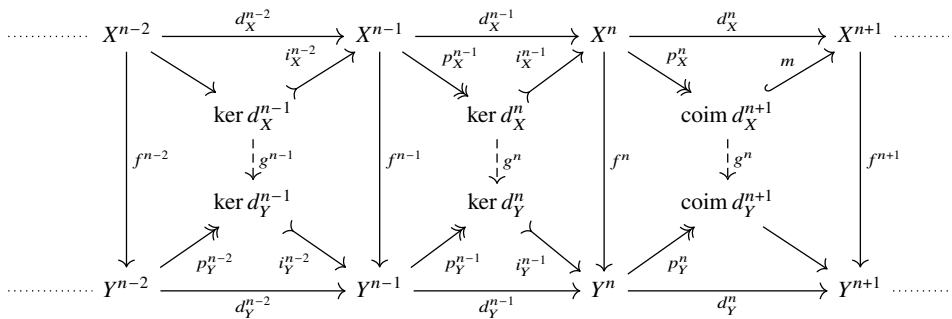 d_X^{n-2} d_X^{n-1} d_X^n
X^{n-2} X^{n-1} X^n X^{n+1}
i_X^{n-2} p_X^{n-1} i_X^{n-1} p_X^n m
ker d_X^{n-1} ker d_X^n coim d_X^{n+1}
f^{n-2} g^{n-1} f^{n-1} g^n f^n g^n f^{n+1}
ker d_Y^{n-1} ker d_Y^n coim d_Y^{n+1}
p_Y^{n-2} i_Y^{n-2} p_Y^{n-1} i_Y^{n-1} p_Y^n
Y^{n-2} Y^{n-1} Y^n Y^{n+1}
d_Y^{n-2} d_Y^{n-1} d_Y^n